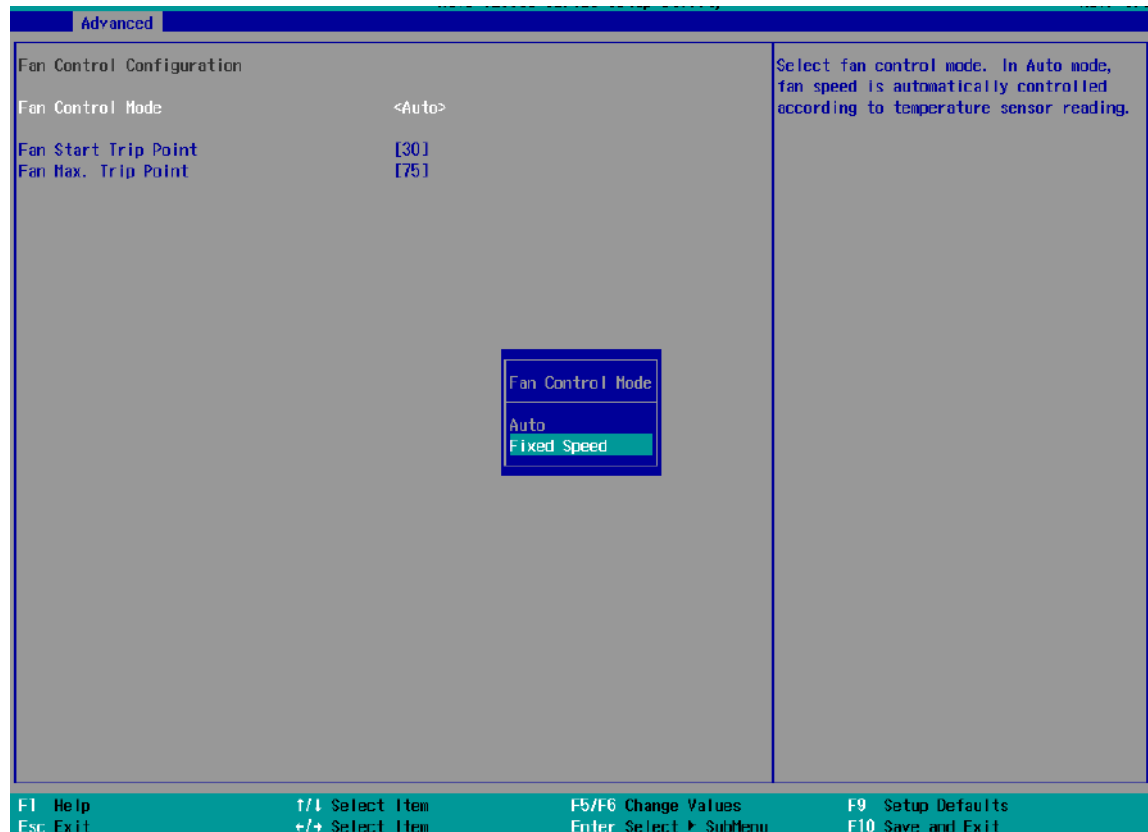 Advanced
Fan Control Configuration
Fan Control Mode <Auto>
Fan Start Trip Point [30]
Fan Max. Trip Point [75]
Select fan control mode. In Auto mode,
fan speed is automatically controlled
according to temperature sensor reading.
Fan Control Mode
Auto
Fixed Speed
F1 Help ↑/↓ Select Item F5/F6 Change Values F9 Setup Defaults
Esc Exit ←/→ Select Item Enter Select ▶ SubMenu F10 Save and Exit